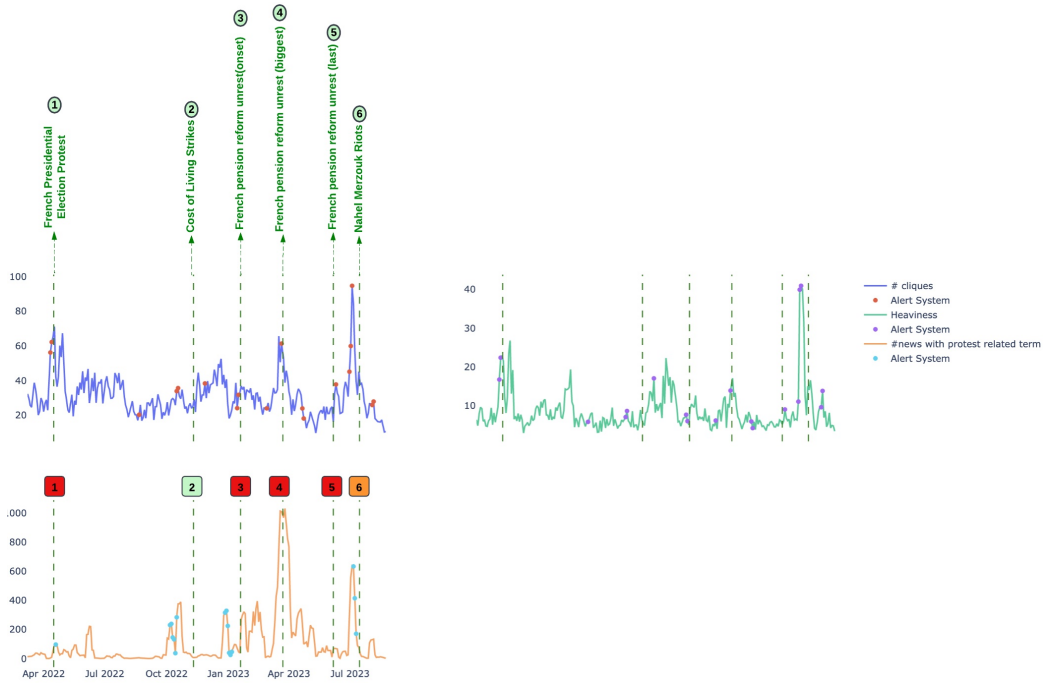 3
4
5
1
2
6
French Presidential
Election Protest
Cost of Living Strikes
French pension reform unrest(onset)
French pension reform unrest (biggest)
French pension reform unrest (last)
Nahel Merzouk Riots
100
80
60
40
20
40
30
20
10
# cliques
Alert System
Heaviness
Alert System
#news with protest related term
Alert System
1
2
3
4
5
6
,000
800
600
400
200
0
Apr 2022 Jul 2022 Oct 2022 Jan 2023 Apr 2023 Jul 2023